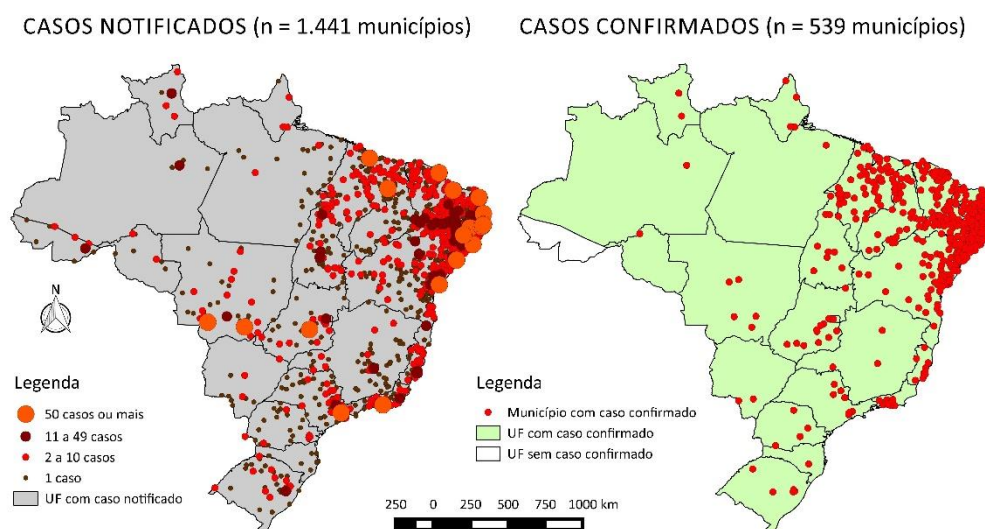 CASOS NOTIFICADOS (n = 1.441 municípios)
CASOS CONFIRMADOS (n = 539 municípios)
N
Legenda
50 casos ou mais
11 a 49 casos
2 a 10 casos
1 caso
UF com caso notificado
Legenda
Município com caso confirmado
UF com caso confirmado
UF sem caso confirmado
250 0 250 500 750 1000 km